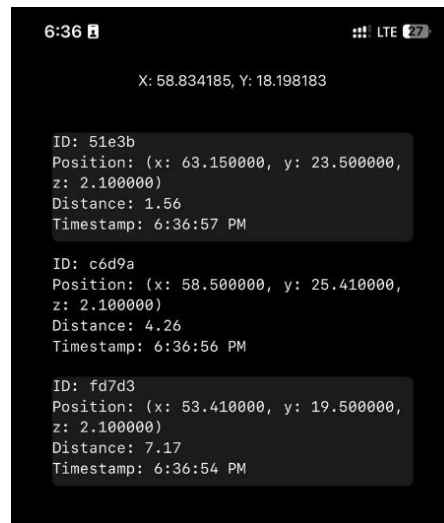 6:36
LTE 27
X: 58.834185, Y: 18.198183
ID: 51e3b
Position: (x: 63.150000, y: 23.500000,
z: 2.100000)
Distance: 1.56
Timestamp: 6:36:57 PM
ID: c6d9a
Position: (x: 58.500000, y: 25.410000,
z: 2.100000)
Distance: 4.26
Timestamp: 6:36:56 PM
ID: fd7d3
Position: (x: 53.410000, y: 19.500000,
z: 2.100000)
Distance: 7.17
Timestamp: 6:36:54 PM